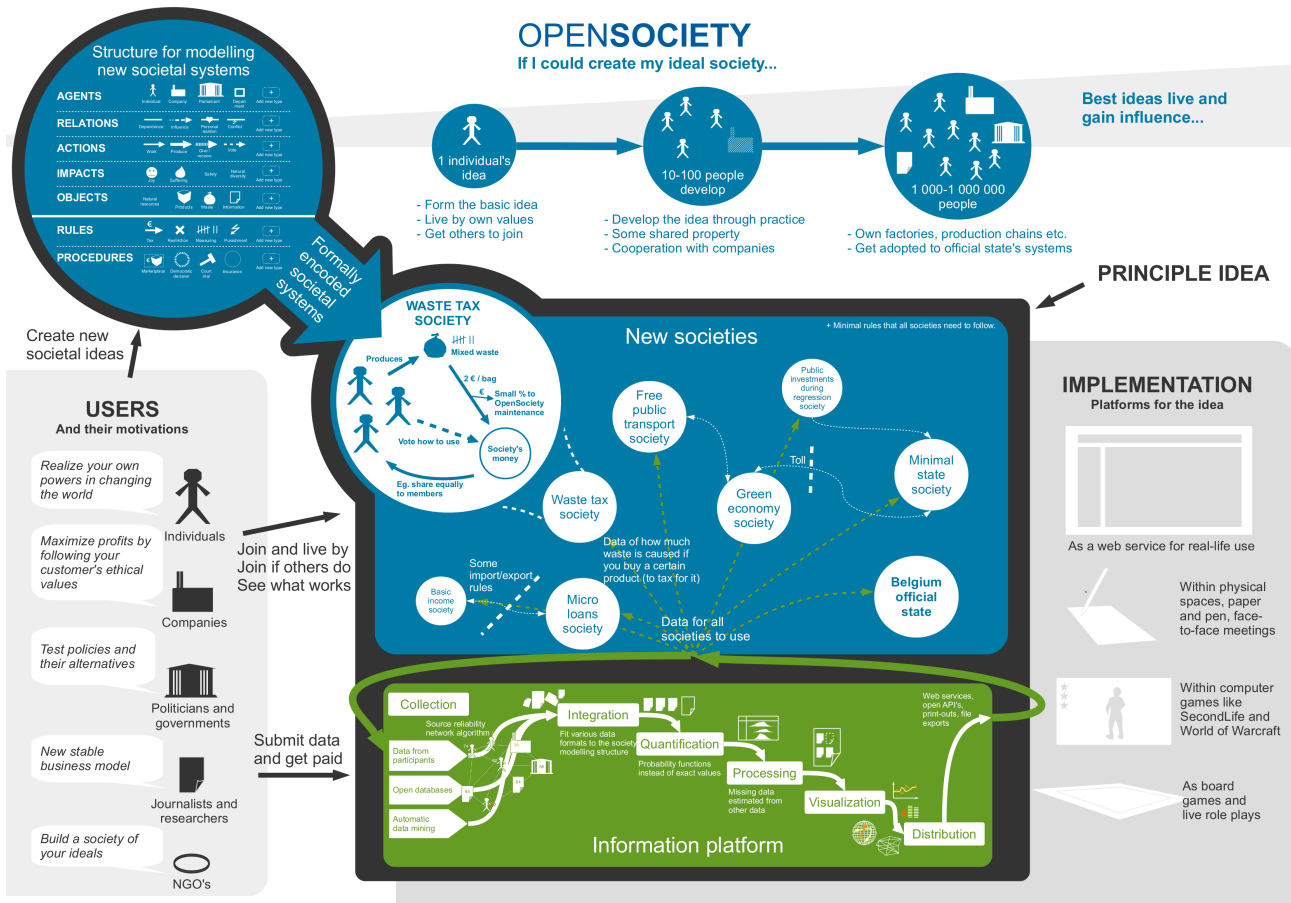 OPENSOCIETY
If I could create my ideal society...
Structure for modelling
new societal systems
AGENTS
Individual
Company
Parliament
Depart
ment
Add new type
RELATIONS
Dependence
Influence
Personal
relation
Conflict
Add new type
ACTIONS
Work
Produce
Give /
receive
Vote
Add new type
IMPACTS
Joy
Suffering
Safety
Natural
diversity
Add new type
OBJECTS
Natural
resources
Products
Waste
Information
Add new type
RULES
€
Tax
Restriction
Measuring
Punishment
Add new type
PROCEDURES
€
Marketplace
Democratic
decision
Court
trial
Insurance
Add new type
Formally
encoded
societal
systems
1 individual's
idea
- Form the basic idea
- Live by own values
- Get others to join
10-100 people
develop
- Develop the idea through practice
- Some shared property
- Cooperation with companies
1 000-1 000 000
people
- Own factories, production chains etc.
- Get adopted to official state's systems
Best ideas live and
gain influence...
PRINCIPLE IDEA
Create new
societal ideas
USERS
And their motivations
Realize your own
powers in changing
the world
Individuals
Maximize profits by
following your
customer's ethical
values
Companies
Test policies and
their alternatives
Politicians and
governments
New stable
business model
Journalists and
researchers
Build a society of
your ideals
NGO's
Join and live by
Join if others do
See what works
Submit data
and get paid
WASTE TAX
SOCIETY
Produces
Mixed waste
2 € / bag
€
Small % to
OpenSociety
maintenance
Vote how to use
Society's
money
Eg. share equally
to members
New societies
+ Minimal rules that all societies need to follow.
Free
public
transport
society
Public
investments
during
regression
society
Toll
Minimal
state
society
Waste tax
society
Green
economy
society
Data of how much
waste is caused if
you buy a certain
product (to tax for it)
Some
import/export
rules
Basic
income
society
Micro
loans
society
Belgium
official
state
Data for all
societies to use
Collection
Source reliability
network algorithm
Data from
participants
Open databases
Automatic
data mining
Integration
Fit various data
formats to the society
modelling structure
Quantification
Probability functions
instead of exact values
Processing
Missing data
estimated from
other data
Visualization
Distribution
Web services,
open API's,
print-outs, file
exports
Information platform
IMPLEMENTATION
Platforms for the idea
As a web service for real-life use
Within physical
spaces, paper
and pen, face-
to-face meetings
Within computer
games like
SecondLife and
World of Warcraft
As board
games and
live role plays